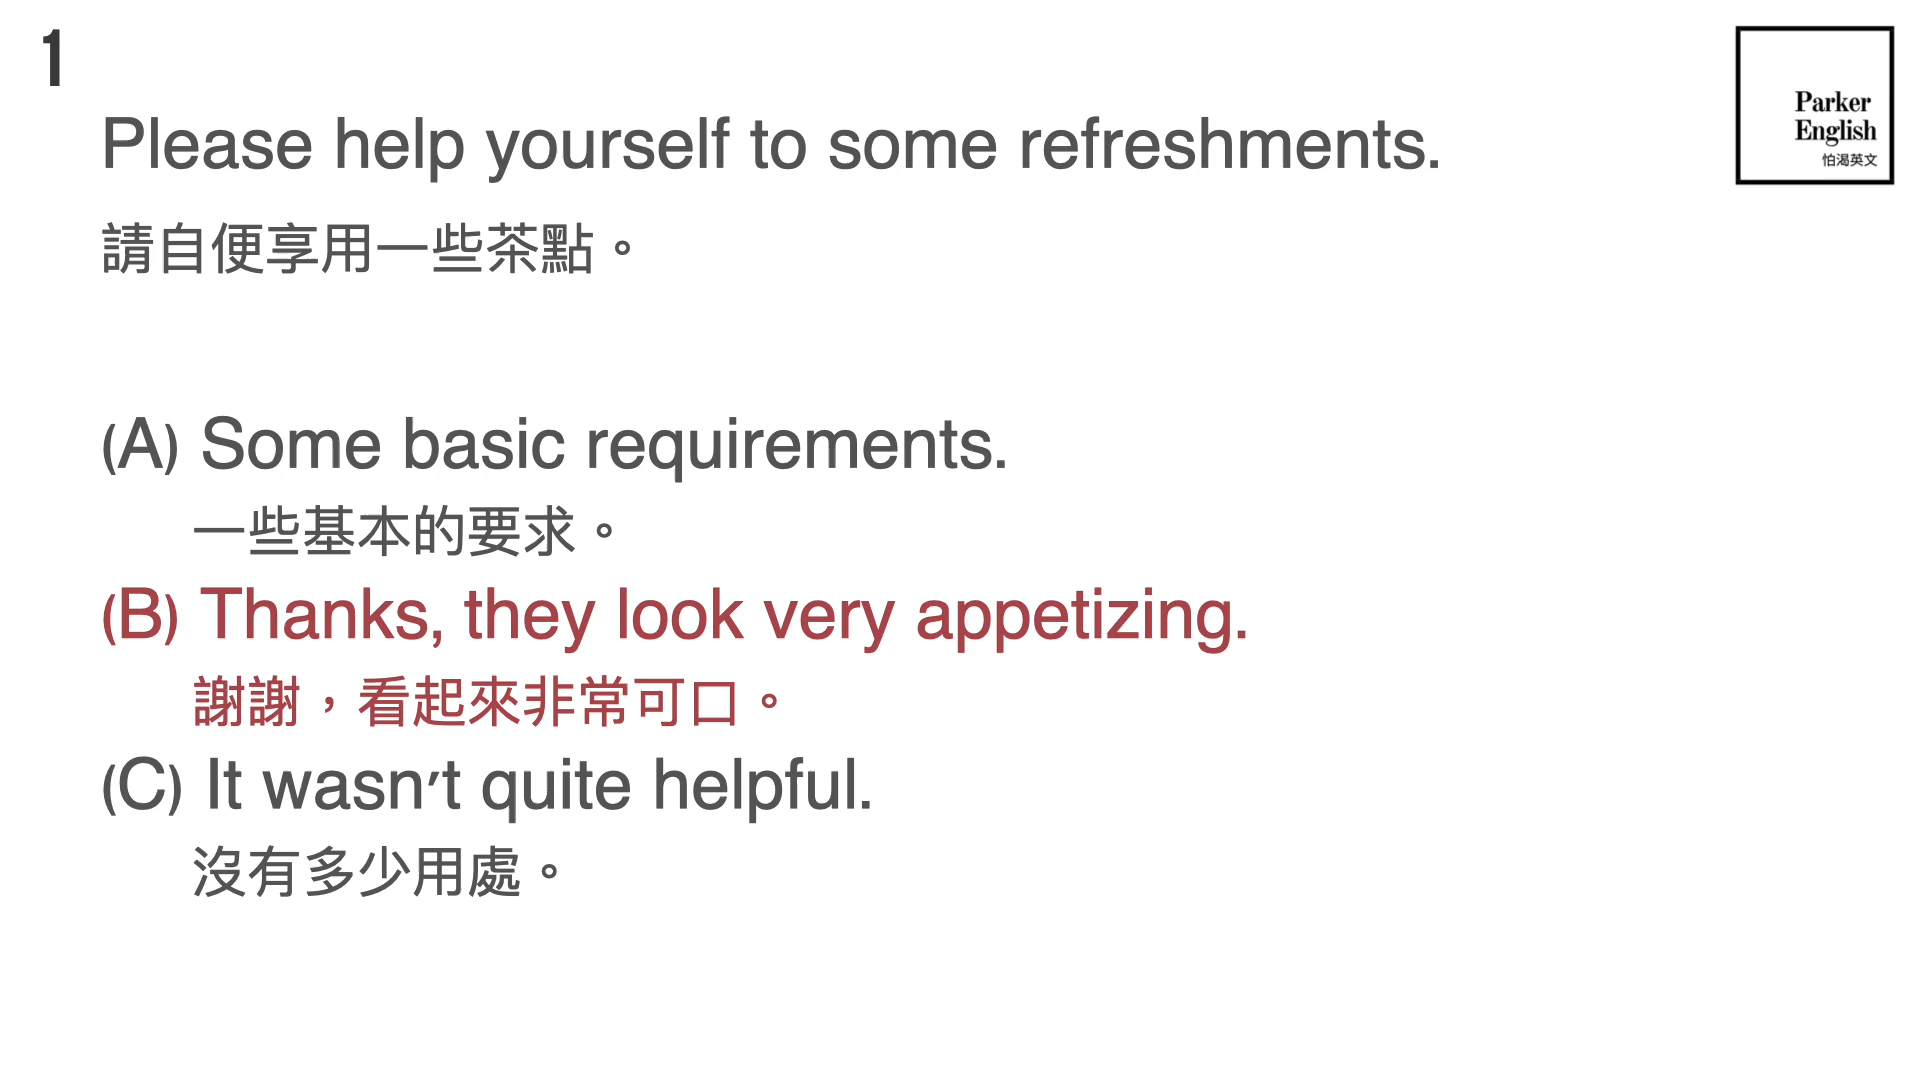 1
Please help yourself to some refreshments.
請自便享用一些茶點。
(A) Some basic requirements.
一些基本的要求。
(B) Thanks, they look very appetizing.
謝謝，看起來非常可口。
(C) It wasn't quite helpful.
沒有多少用處。
Parker
English
怕渴英文